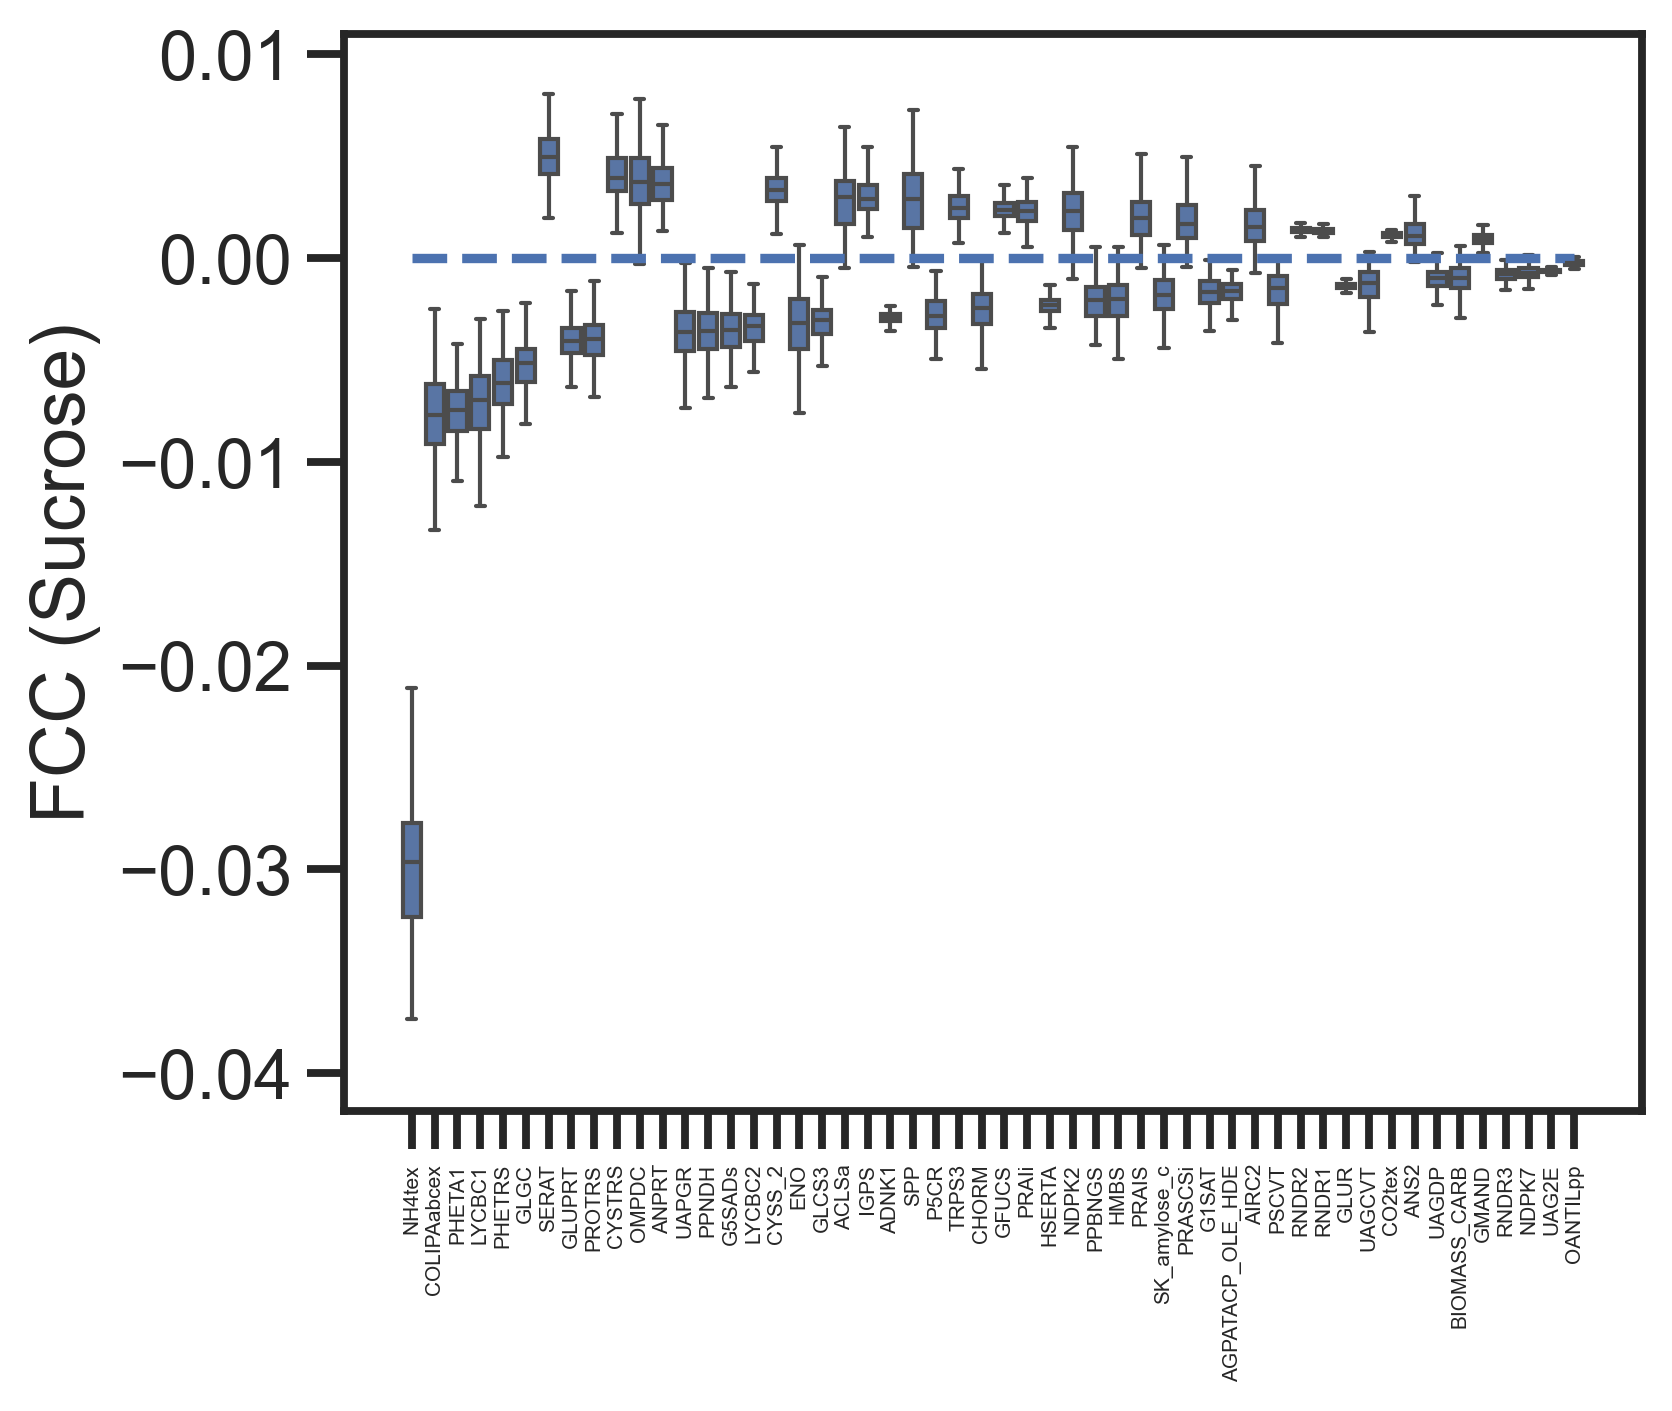 0.01
0.00
−0.01
−0.02
−0.03
−0.04
FCC (Sucrose)
NH4tex
COLIPAabcex
PHETA1
LYCBC1
PHETRS
GLGC
SERAT
GLUPRT
PROTRS
CYSTRS
OMPDC
ANPRT
UAPGR
PPNDH
G5SADs
LYCBC2
CYSS_2
ENO
GLCS3
ACLSa
IGPS
ADNK1
SPP
P5CR
TRPS3
CHORM
GFUCS
PRAIi
HSERTA
NDPK2
PPBNGS
HMBS
PRAIS
SK_amylose_c
PRASCSi
G1SAT
AGPATACP_OLE_HDE
AIRC2
PSCVT
RNDR2
RNDR1
GLUR
UAGCVT
CO2tex
ANS2
UAGDP
BIOMASS_CARB
GMAND
RNDR3
NDPK7
UAG2E
OANTILpp